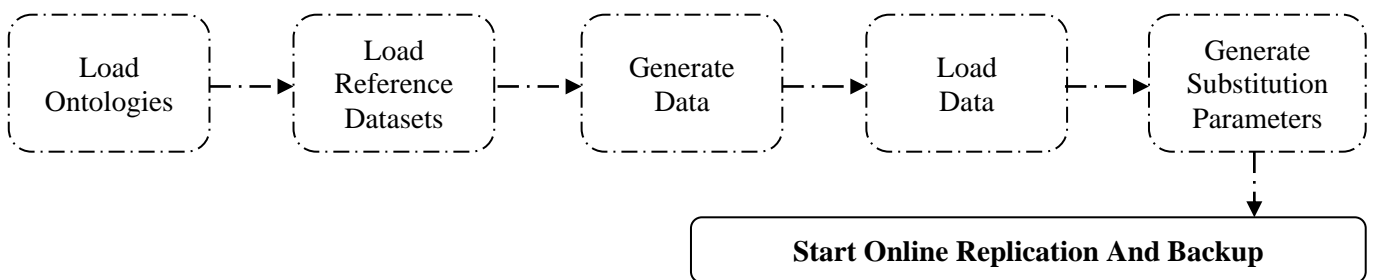 Load
Ontologies
Load
Reference
Datasets
Generate
Data
Load
Data
Generate
Substitution
Parameters
Start Online Replication And Backup